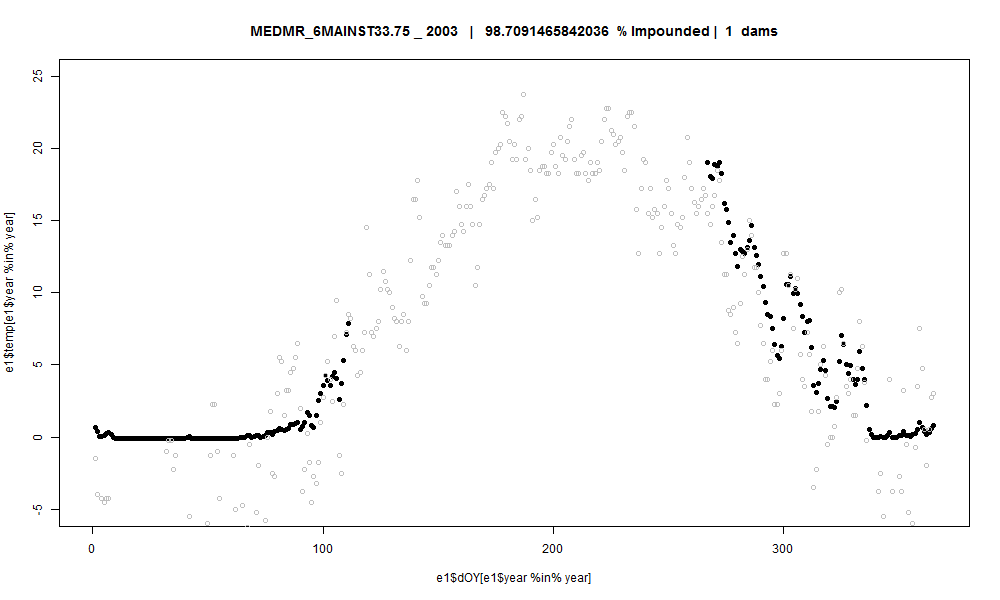 MEDMR_6MAINST33.75 _ 2003 | 98.7091465842036 % Impounded | 1 dams
e1$temp[e1$year %in% year]
25
20
15
10
5
0
-5
0 100 200 300
e1$dOY[e1$year %in% year]